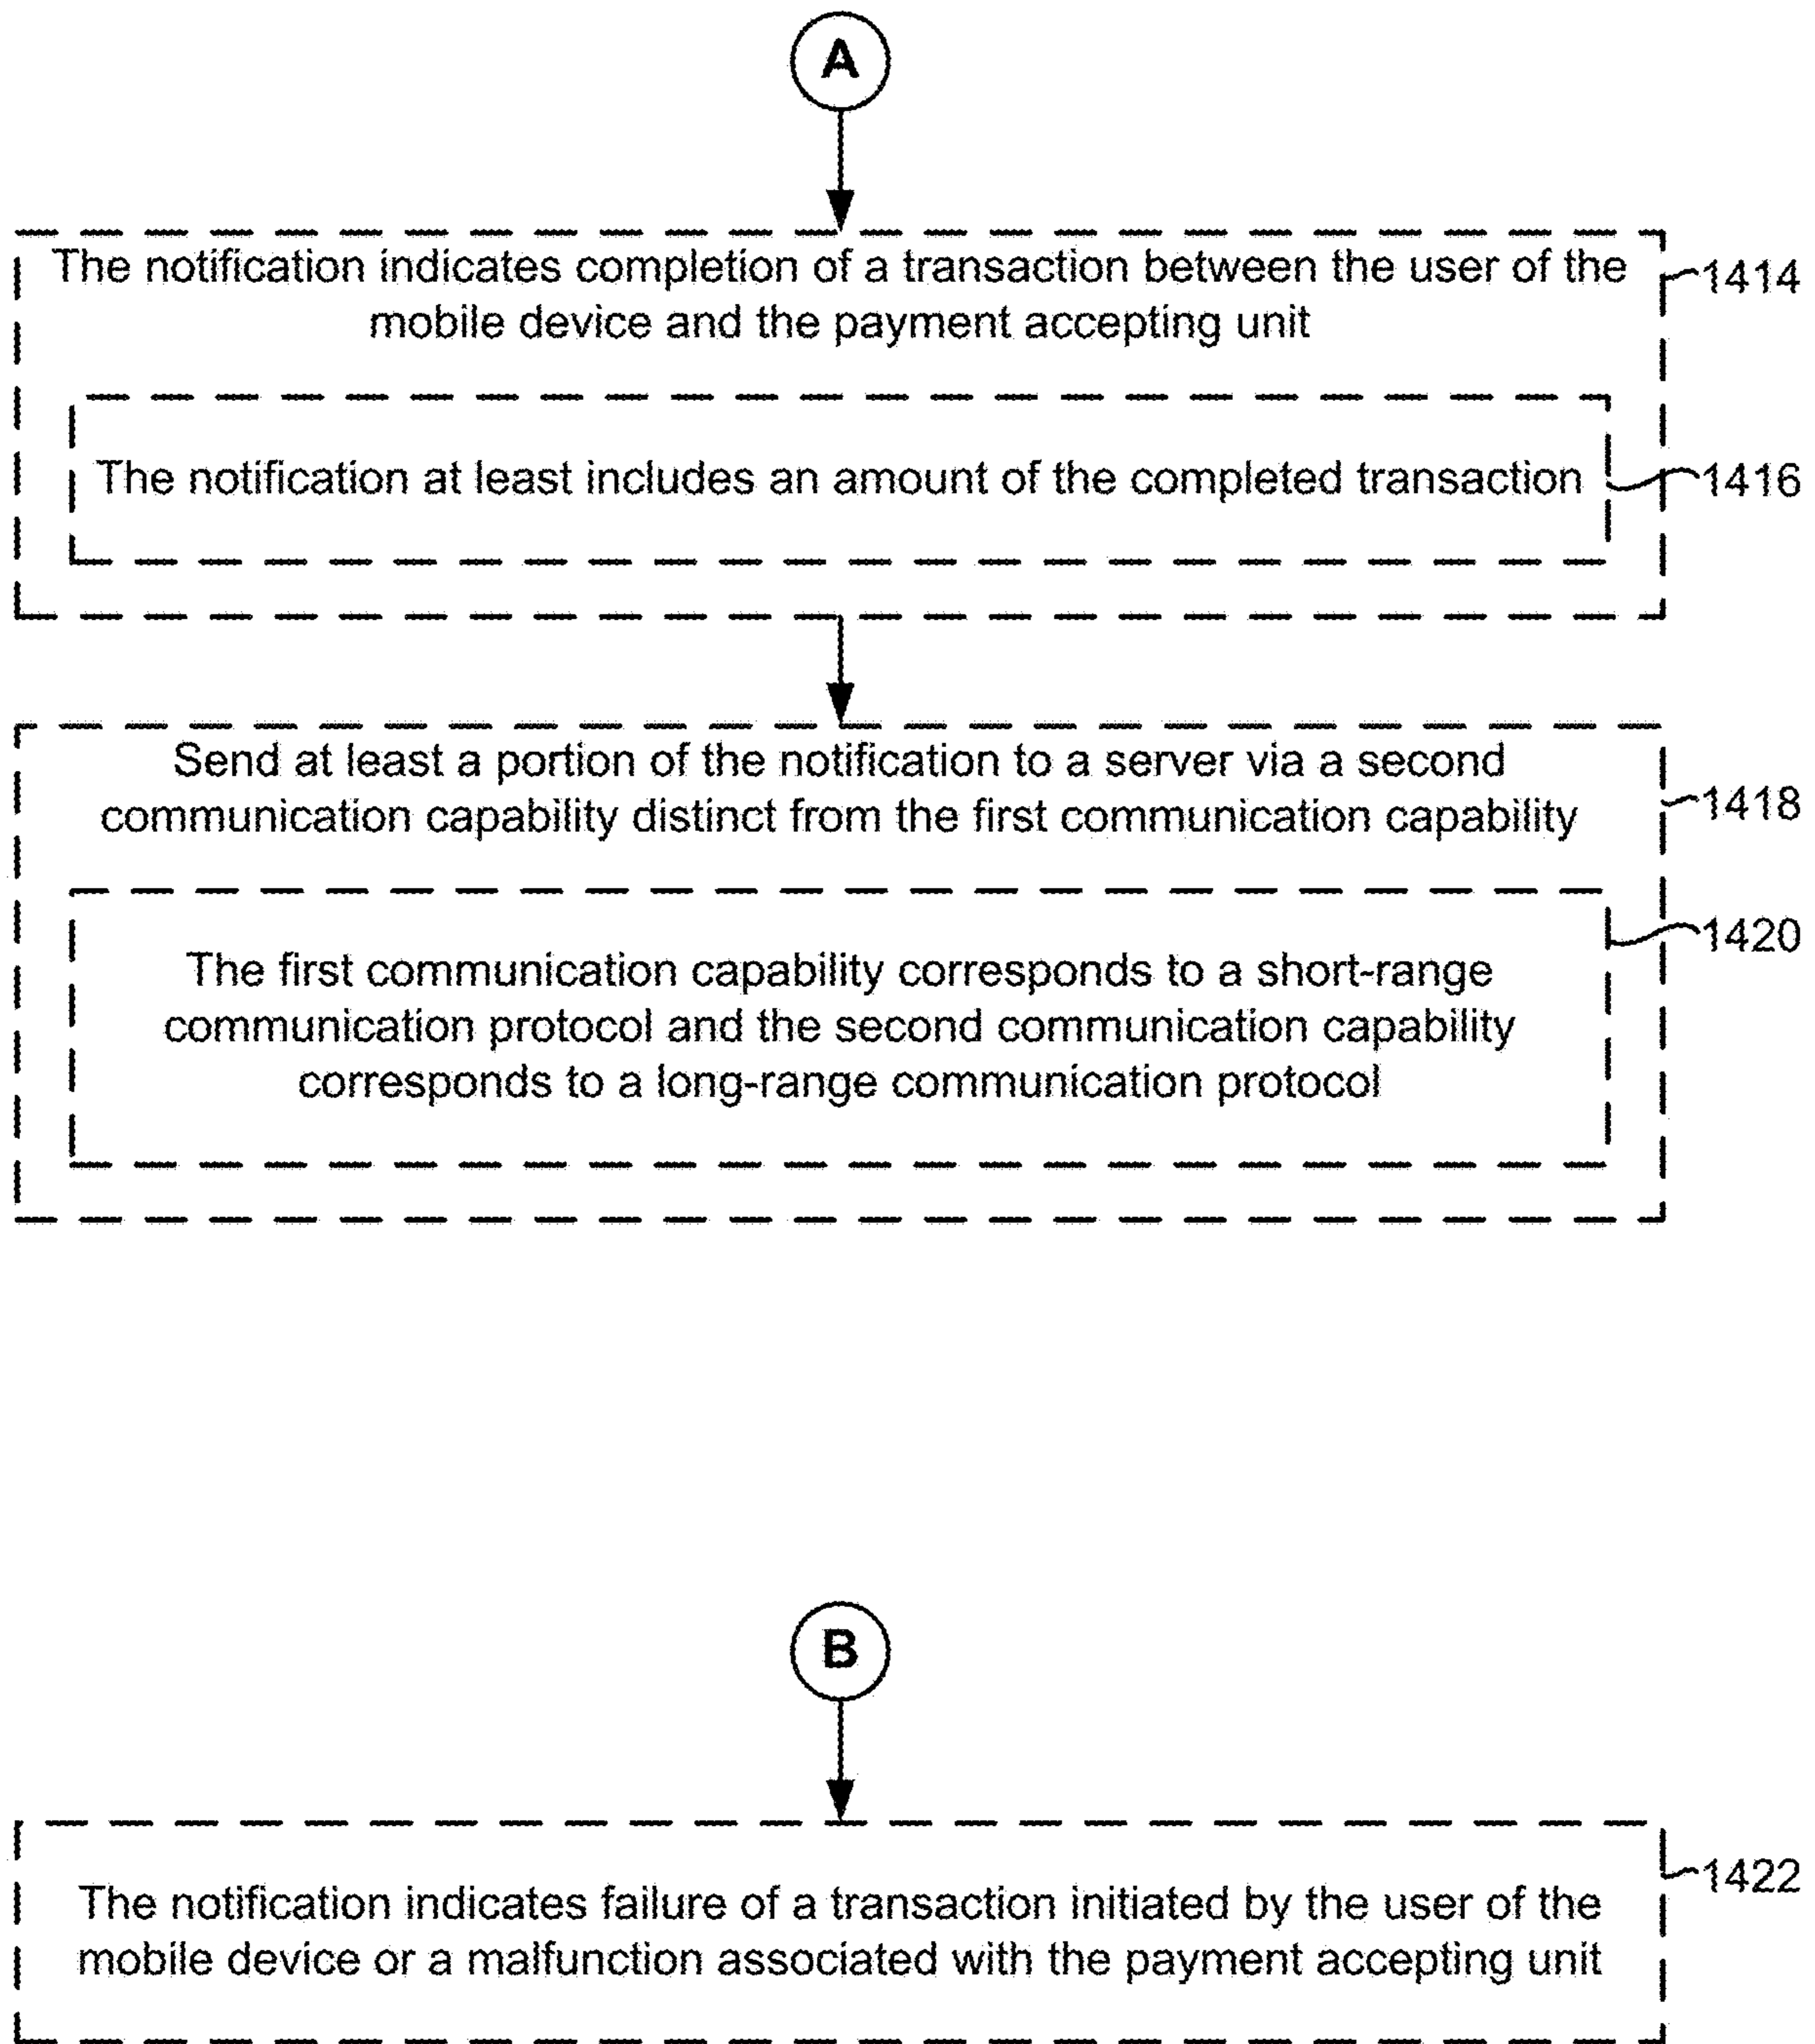 A
The notification indicates completion of a transaction between the user of the
mobile device and the payment accepting unit
1414
The notification at least includes an amount of the completed transaction
1416
Send at least a portion of the notification to a server via a second
communication capability distinct from the first communication capability
1418
The first communication capability corresponds to a short-range
communication protocol and the second communication capability
corresponds to a long-range communication protocol
1420
B
The notification indicates failure of a transaction initiated by the user of the
mobile device or a malfunction associated with the payment accepting unit
1422